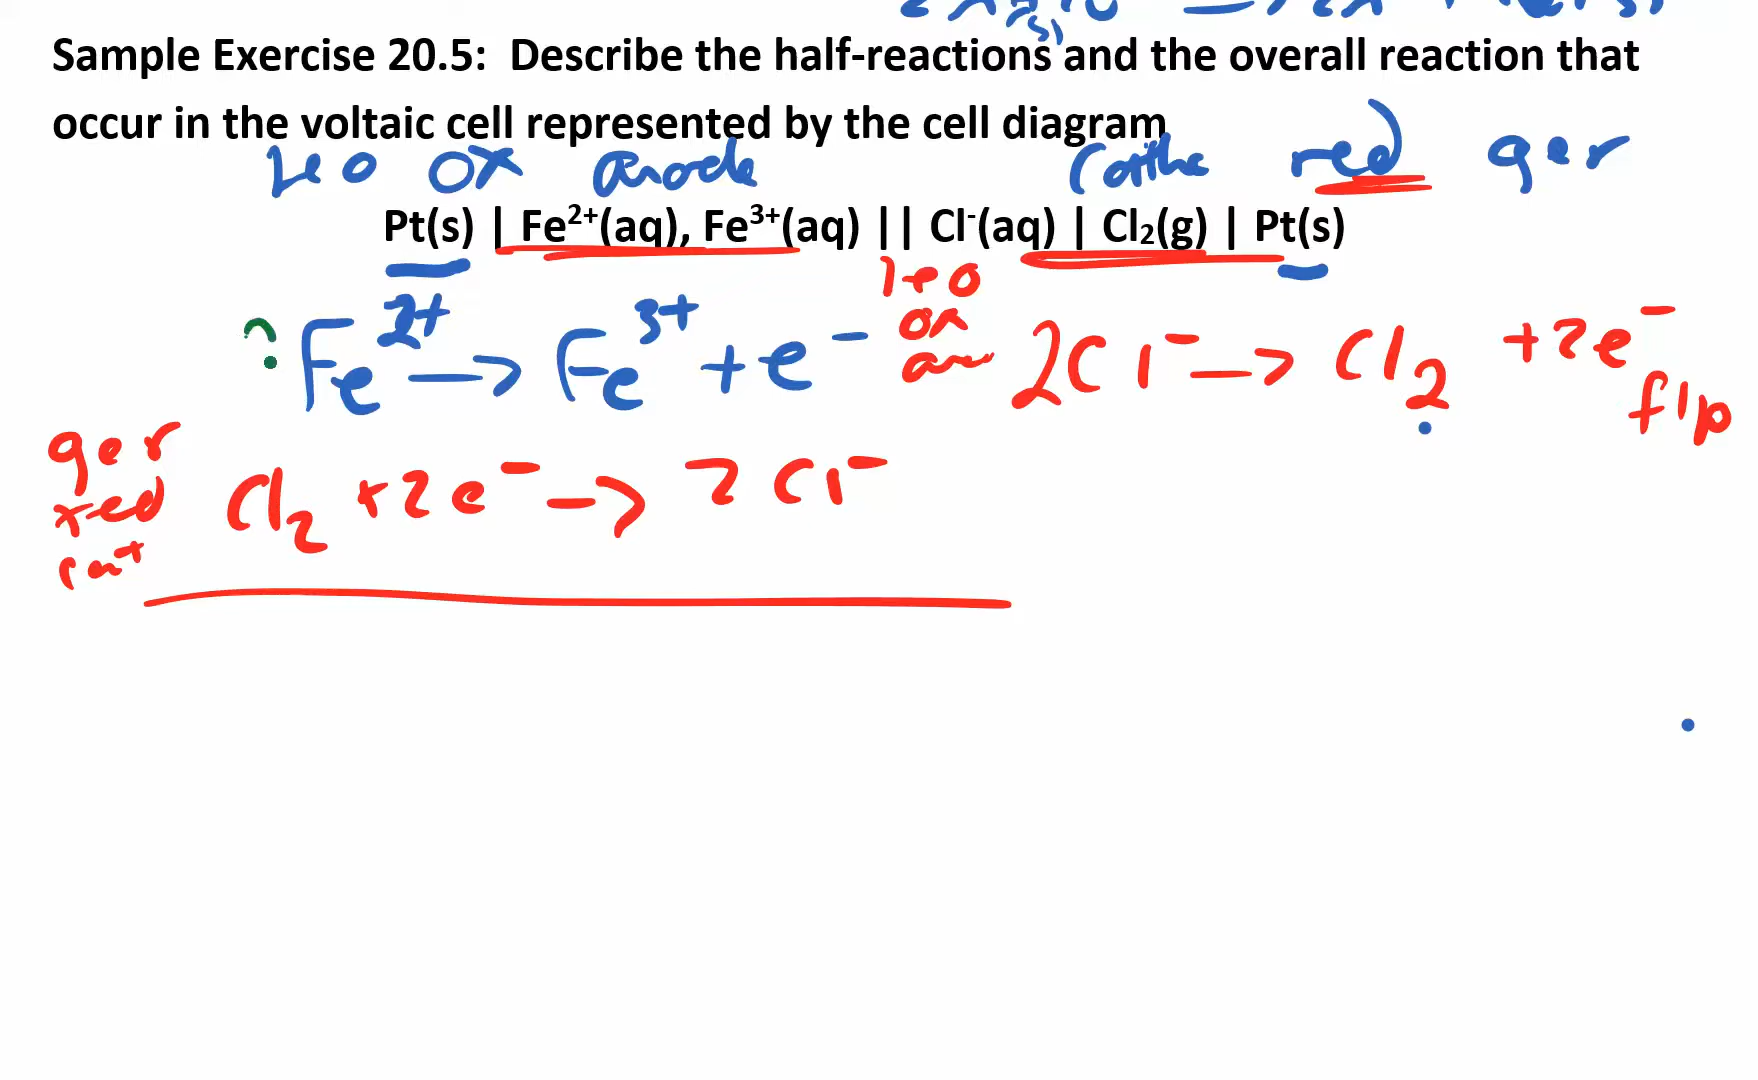 Sample Exercise 20.5: Describe the half-reactions and the overall reaction that
occur in the voltaic cell represented by the cell diagram
Leo ox anode red ger
Pt(s) | Fe²⁺(aq), Fe³⁺(aq) || Cl⁻(aq) | Cl₂(g) | Pt(s)
leo
ox
an
Fe²⁺ → Fe³⁺ + e⁻
2Cl⁻ → Cl₂ + 2e⁻
flip
ger
red
cat
Cl₂ + 2e⁻ → 2Cl⁻